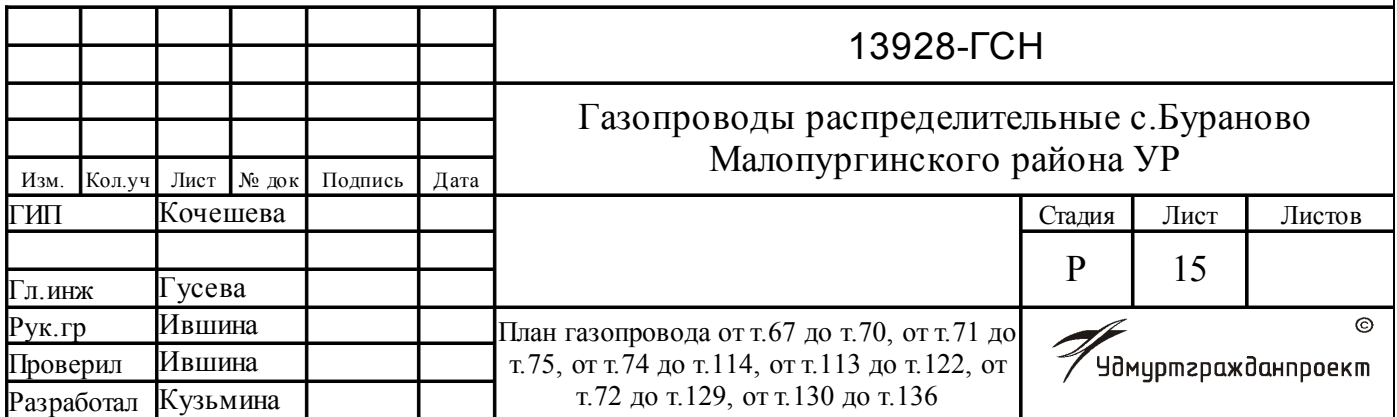 13928-ГСН
Газопроводы распределительные с.Бураново
Малопургинского района УР
Изм. Кол.уч Лист № док Подпись Дата
ГИП Кочешева
Стадия Лист Листов
Р 15
Гл.инж Гусева
Рук.гр Ившина
Проверил Ившина
Разработал Кузьмина
План газопровода от т.67 до т.70, от т.71 до
т.75, от т.74 до т.114, от т.113 до т.122, от
т.72 до т.129, от т.130 до т.136
©
Удмуртгражданпроект